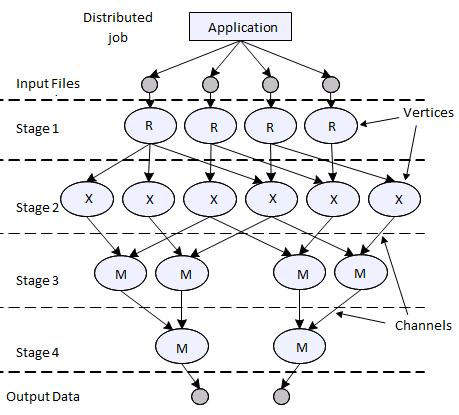 Distributed
job
Application
Input Files
Stage 1
R R R R
Vertices
Stage 2
X X X X X X
Stage 3
M M M M
Channels
Stage 4
M M
Output Data